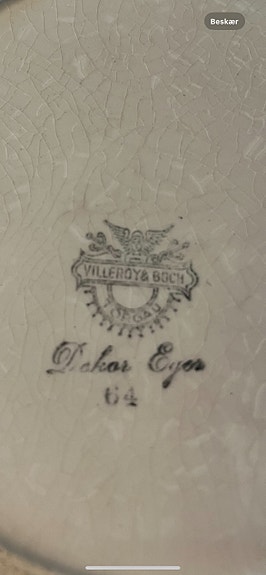 Beskær
VILLEROY & BOCH
Dekor Eger
64